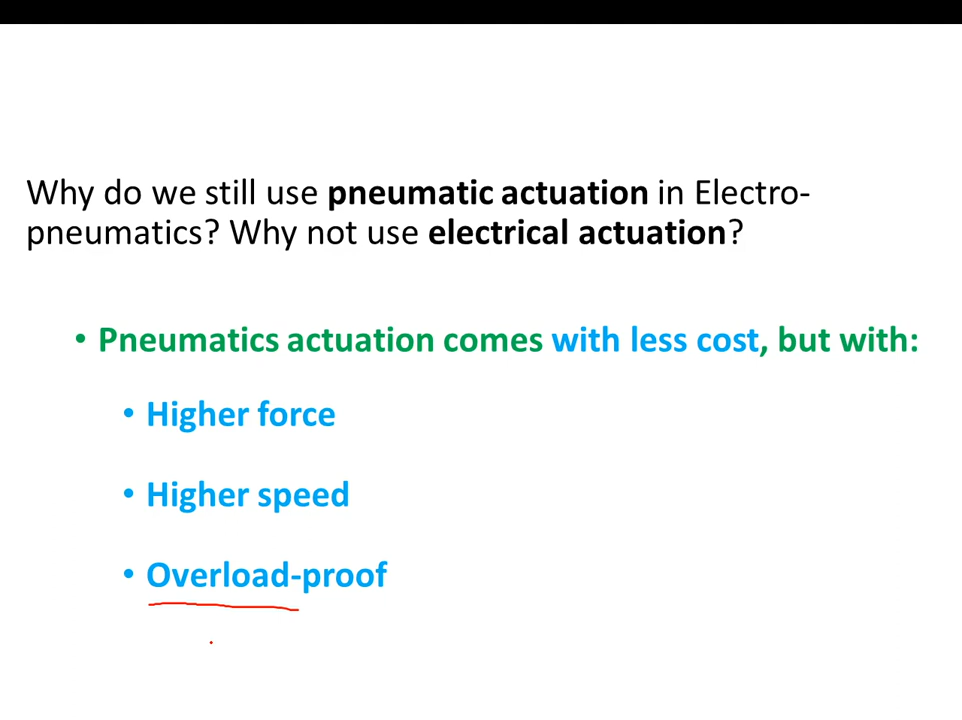 Why do we still use pneumatic actuation in Electro-
pneumatics? Why not use electrical actuation?
• Pneumatics actuation comes with less cost, but with:
• Higher force
• Higher speed
• Overload-proof